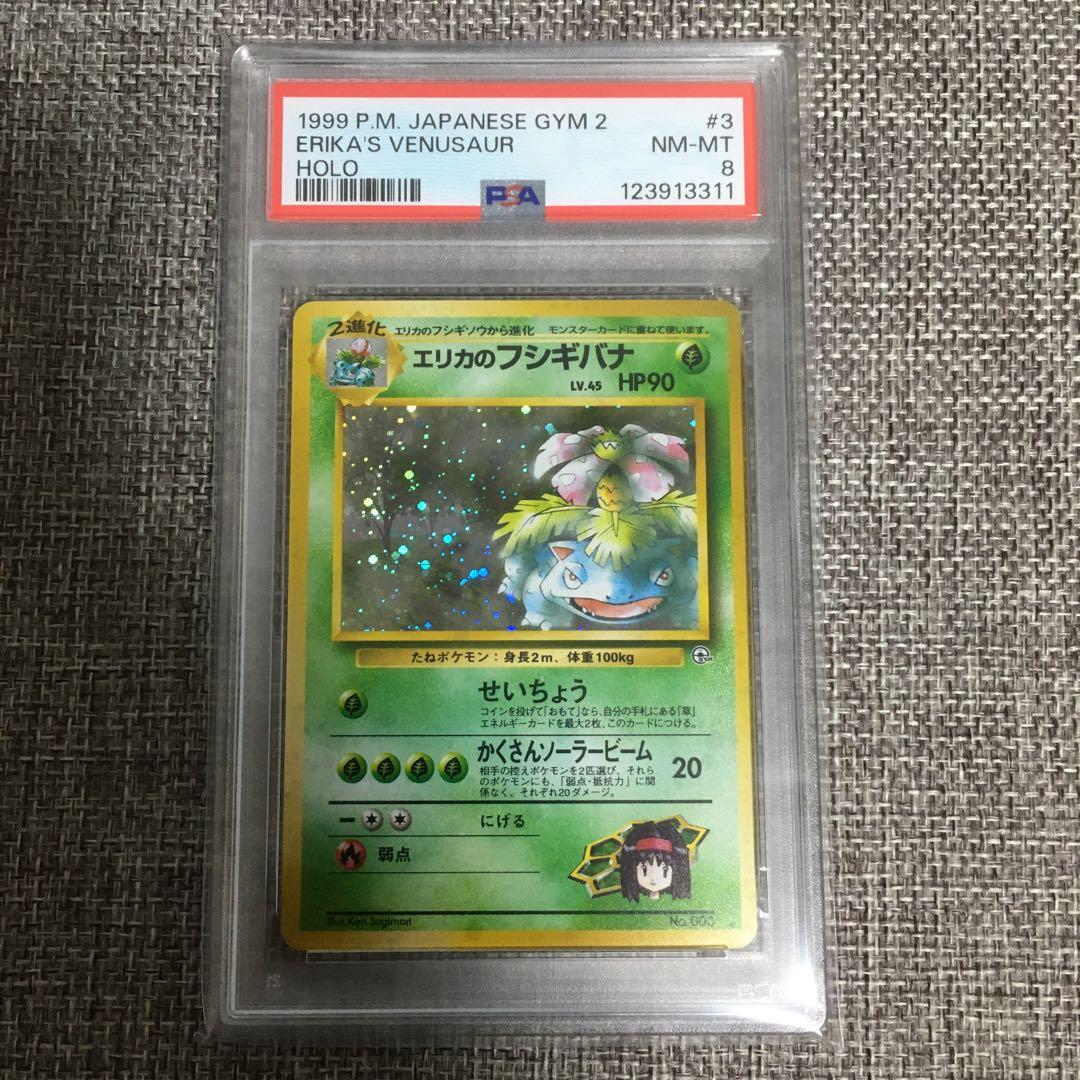 1999 P.M. JAPANESE GYM 2 #3
ERIKA'S VENUSAUR NM-MT
HOLO 8
PSA 123913311
2進化 エリカのフシギソウから進化 モンスターカードに重ねて使います。
エリカのフシギバナ
LV.45 HP90
たねポケモン:身長2m、体重100kg
せいちょう
コインを投げて「おもて」なら、自分の手札にある「草」
エネルギーカードを最大2枚、このカードにつける。
かくさんソーラービーム
相手の控えポケモンを2匹選び、それら
のポケモンにも、「弱点・抵抗力」に関
係なく、それぞれ20ダメージ。
20
にげる
弱点
Illus. Ken Sugimori No.003
PSA